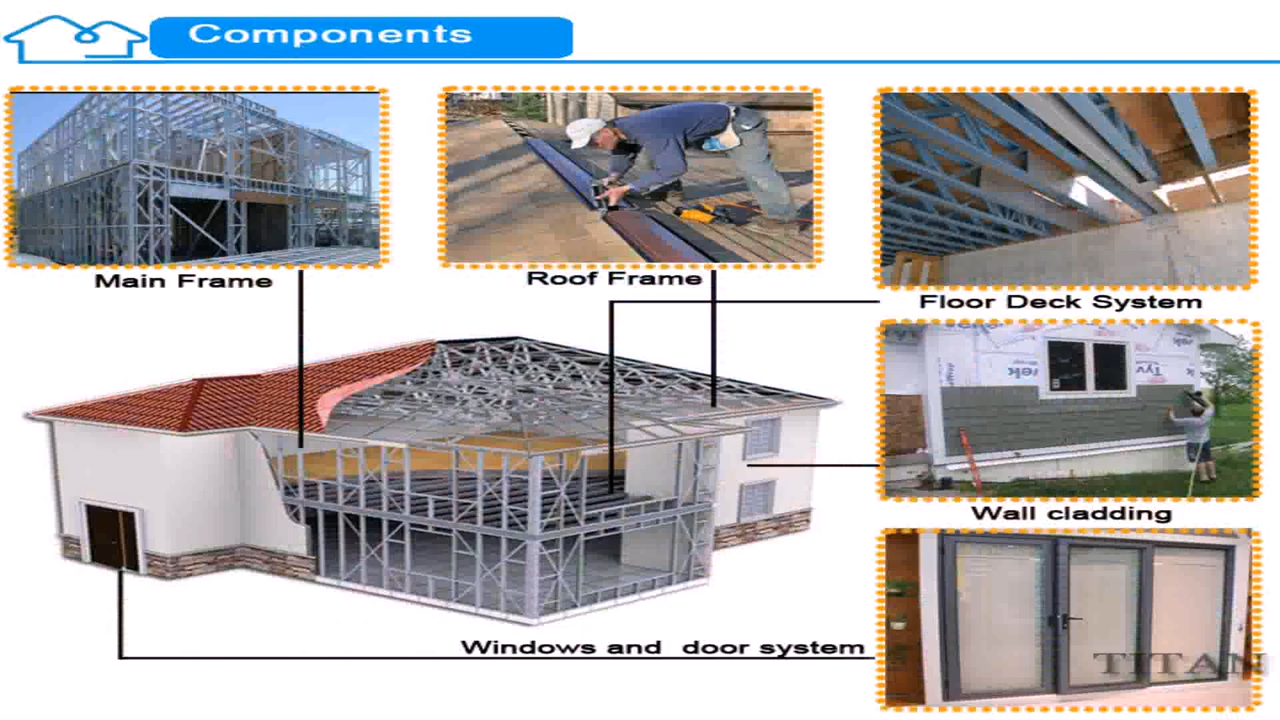 Components
Main Frame
Roof Frame
Floor Deck System
Wall cladding
Windows and door system
TITAN